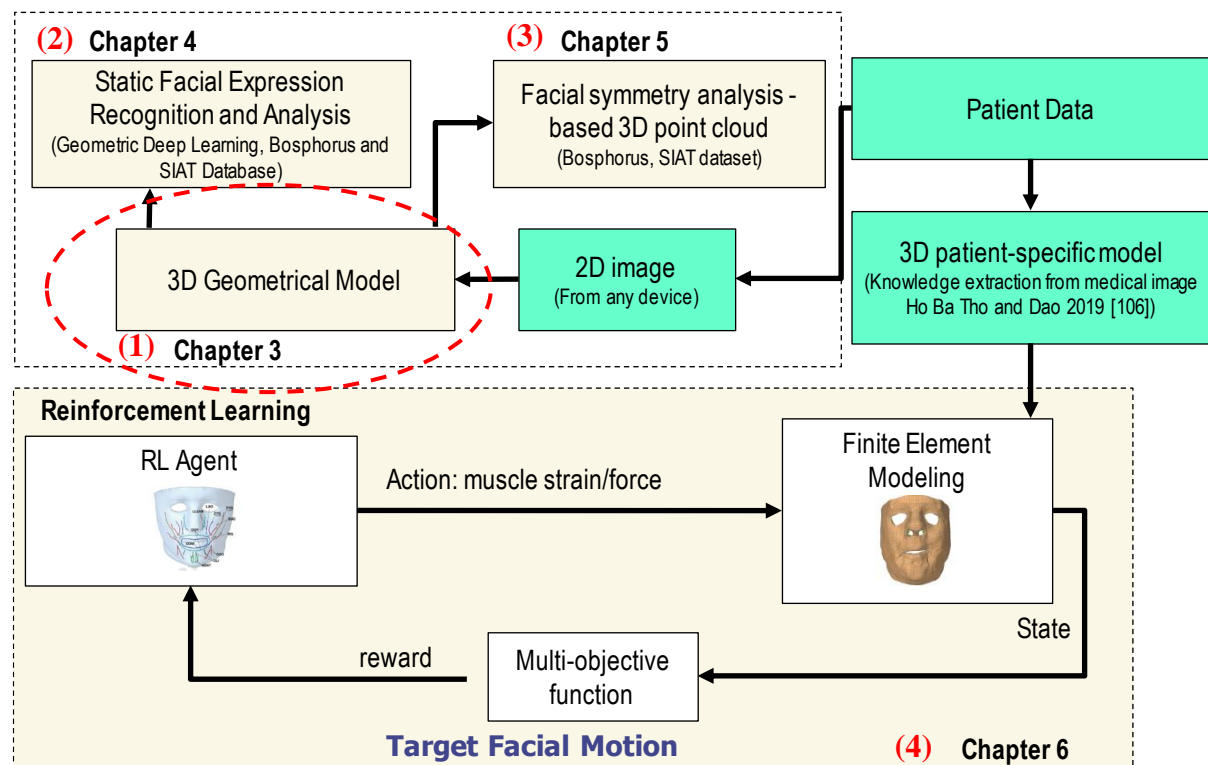 (2) Chapter 4
Static Facial Expression
Recognition and Analysis
(Geometric Deep Learning, Bosphorus and
SIAT Database)
(3) Chapter 5
Facial symmetry analysis -
based 3D point cloud
(Bosphorus, SIAT dataset)
Patient Data
3D Geometrical Model
(1) Chapter 3
2D image
(From any device)
3D patient-specific model
(Knowledge extraction from medical image
Ho Ba Tho and Dao 2019 [106])
Reinforcement Learning
RL Agent
Action: muscle strain/force
Finite Element
Modeling
State
reward
Multi-objective
function
Target Facial Motion
(4) Chapter 6